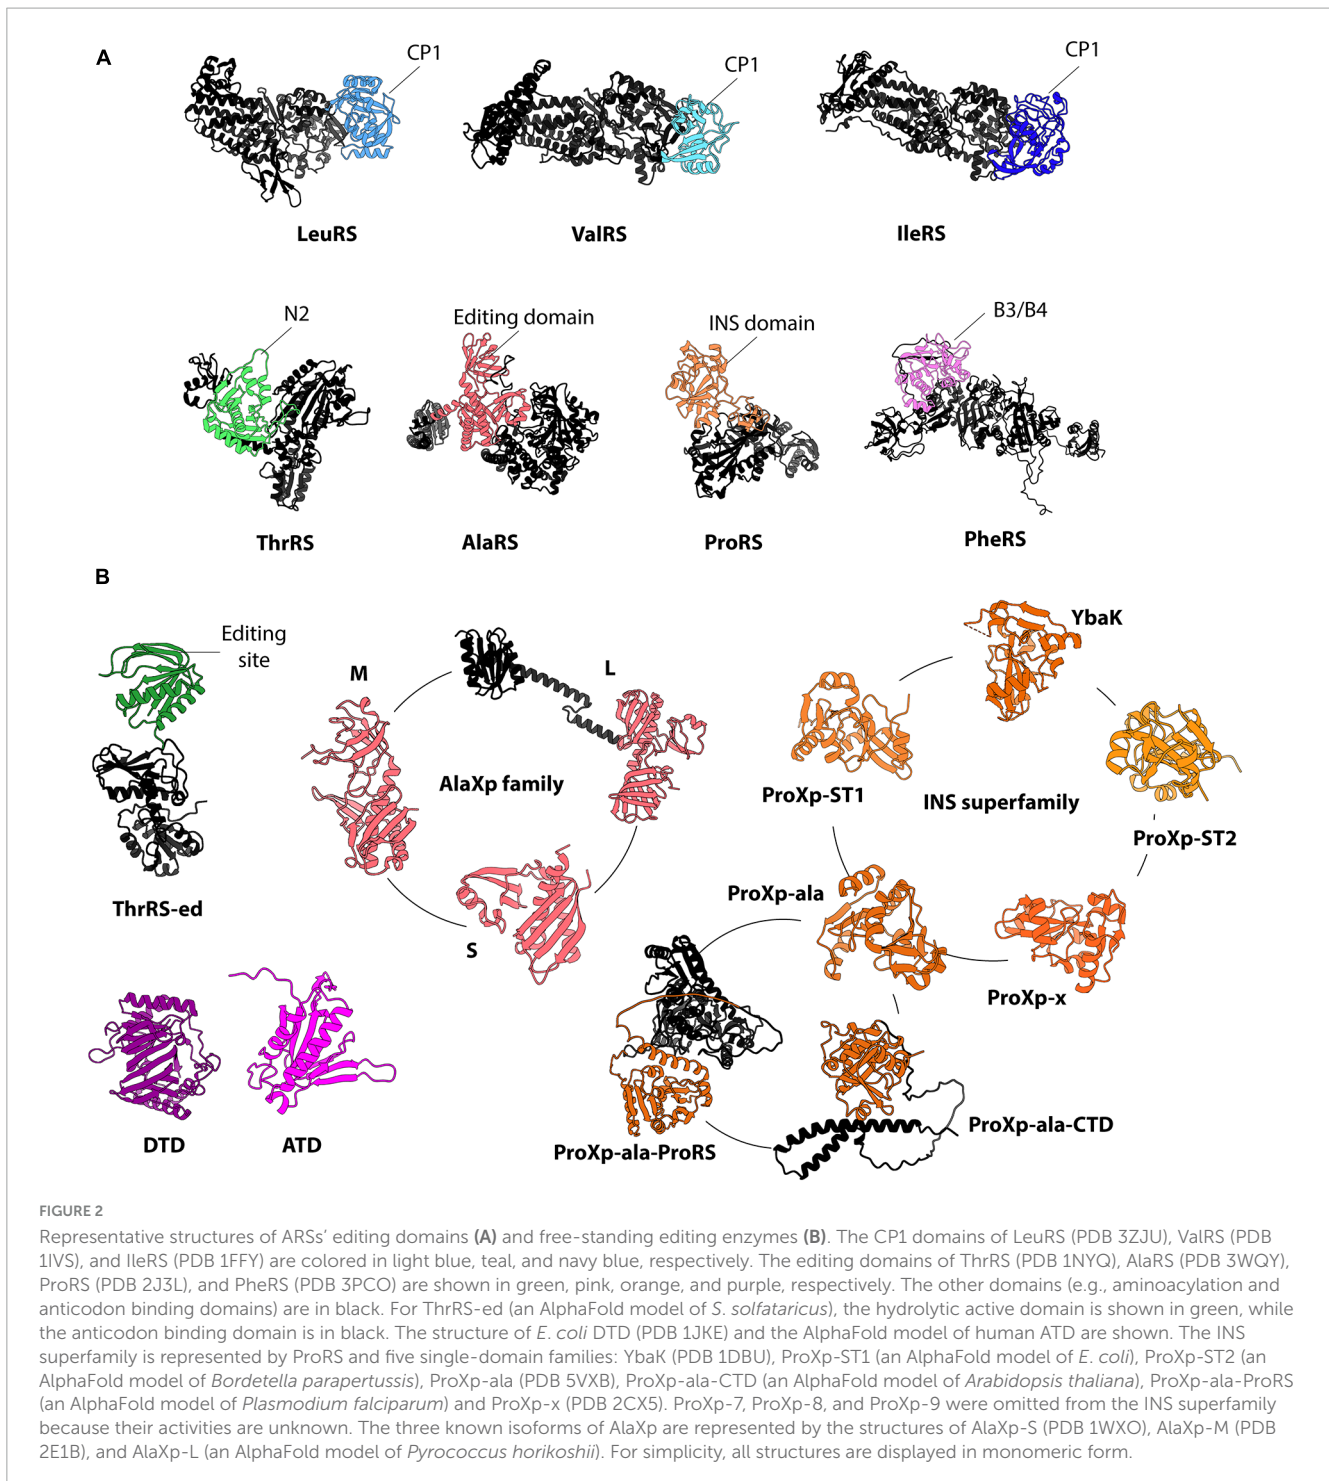 A
CP1
CP1
CP1
LeuRS
ValRS
IleRS
N2
Editing domain
INS domain
B3/B4
ThrRS
AlaRS
ProRS
PheRS
B
Editing
site
M
L
YbaK
AlaXp family
ProXp-ST1
INS superfamily
ProXp-ST2
ThrRS-ed
S
ProXp-ala
ProXp-x
DTD
ATD
ProXp-ala-ProRS
ProXp-ala-CTD
FIGURE 2
Representative structures of ARSs’ editing domains (A) and free-standing editing enzymes (B). The CP1 domains of LeuRS (PDB 3ZJU), ValRS (PDB
1IVS), and IleRS (PDB 1FFY) are colored in light blue, teal, and navy blue, respectively. The editing domains of ThrRS (PDB 1NYQ), AlaRS (PDB 3WQY),
ProRS (PDB 2J3L), and PheRS (PDB 3PCO) are shown in green, pink, orange, and purple, respectively. The other domains (e.g., aminoacylation and
anticodon binding domains) are in black. For ThrRS-ed (an AlphaFold model of S. solfataricus), the hydrolytic active domain is shown in green, while
the anticodon binding domain is in black. The structure of E. coli DTD (PDB 1JKE) and the AlphaFold model of human ATD are shown. The INS
superfamily is represented by ProRS and five single-domain families: YbaK (PDB 1DBU), ProXp-ST1 (an AlphaFold model of E. coli), ProXp-ST2 (an
AlphaFold model of Bordetella parapertussis), ProXp-ala (PDB 5VXB), ProXp-ala-CTD (an AlphaFold model of Arabidopsis thaliana), ProXp-ala-ProRS
(an AlphaFold model of Plasmodium falciparum) and ProXp-x (PDB 2CX5). ProXp-7, ProXp-8, and ProXp-9 were omitted from the INS superfamily
because their activities are unknown. The three known isoforms of AlaXp are represented by the structures of AlaXp-S (PDB 1WXO), AlaXp-M (PDB
2E1B), and AlaXp-L (an AlphaFold model of Pyrococcus horikoshii). For simplicity, all structures are displayed in monomeric form.